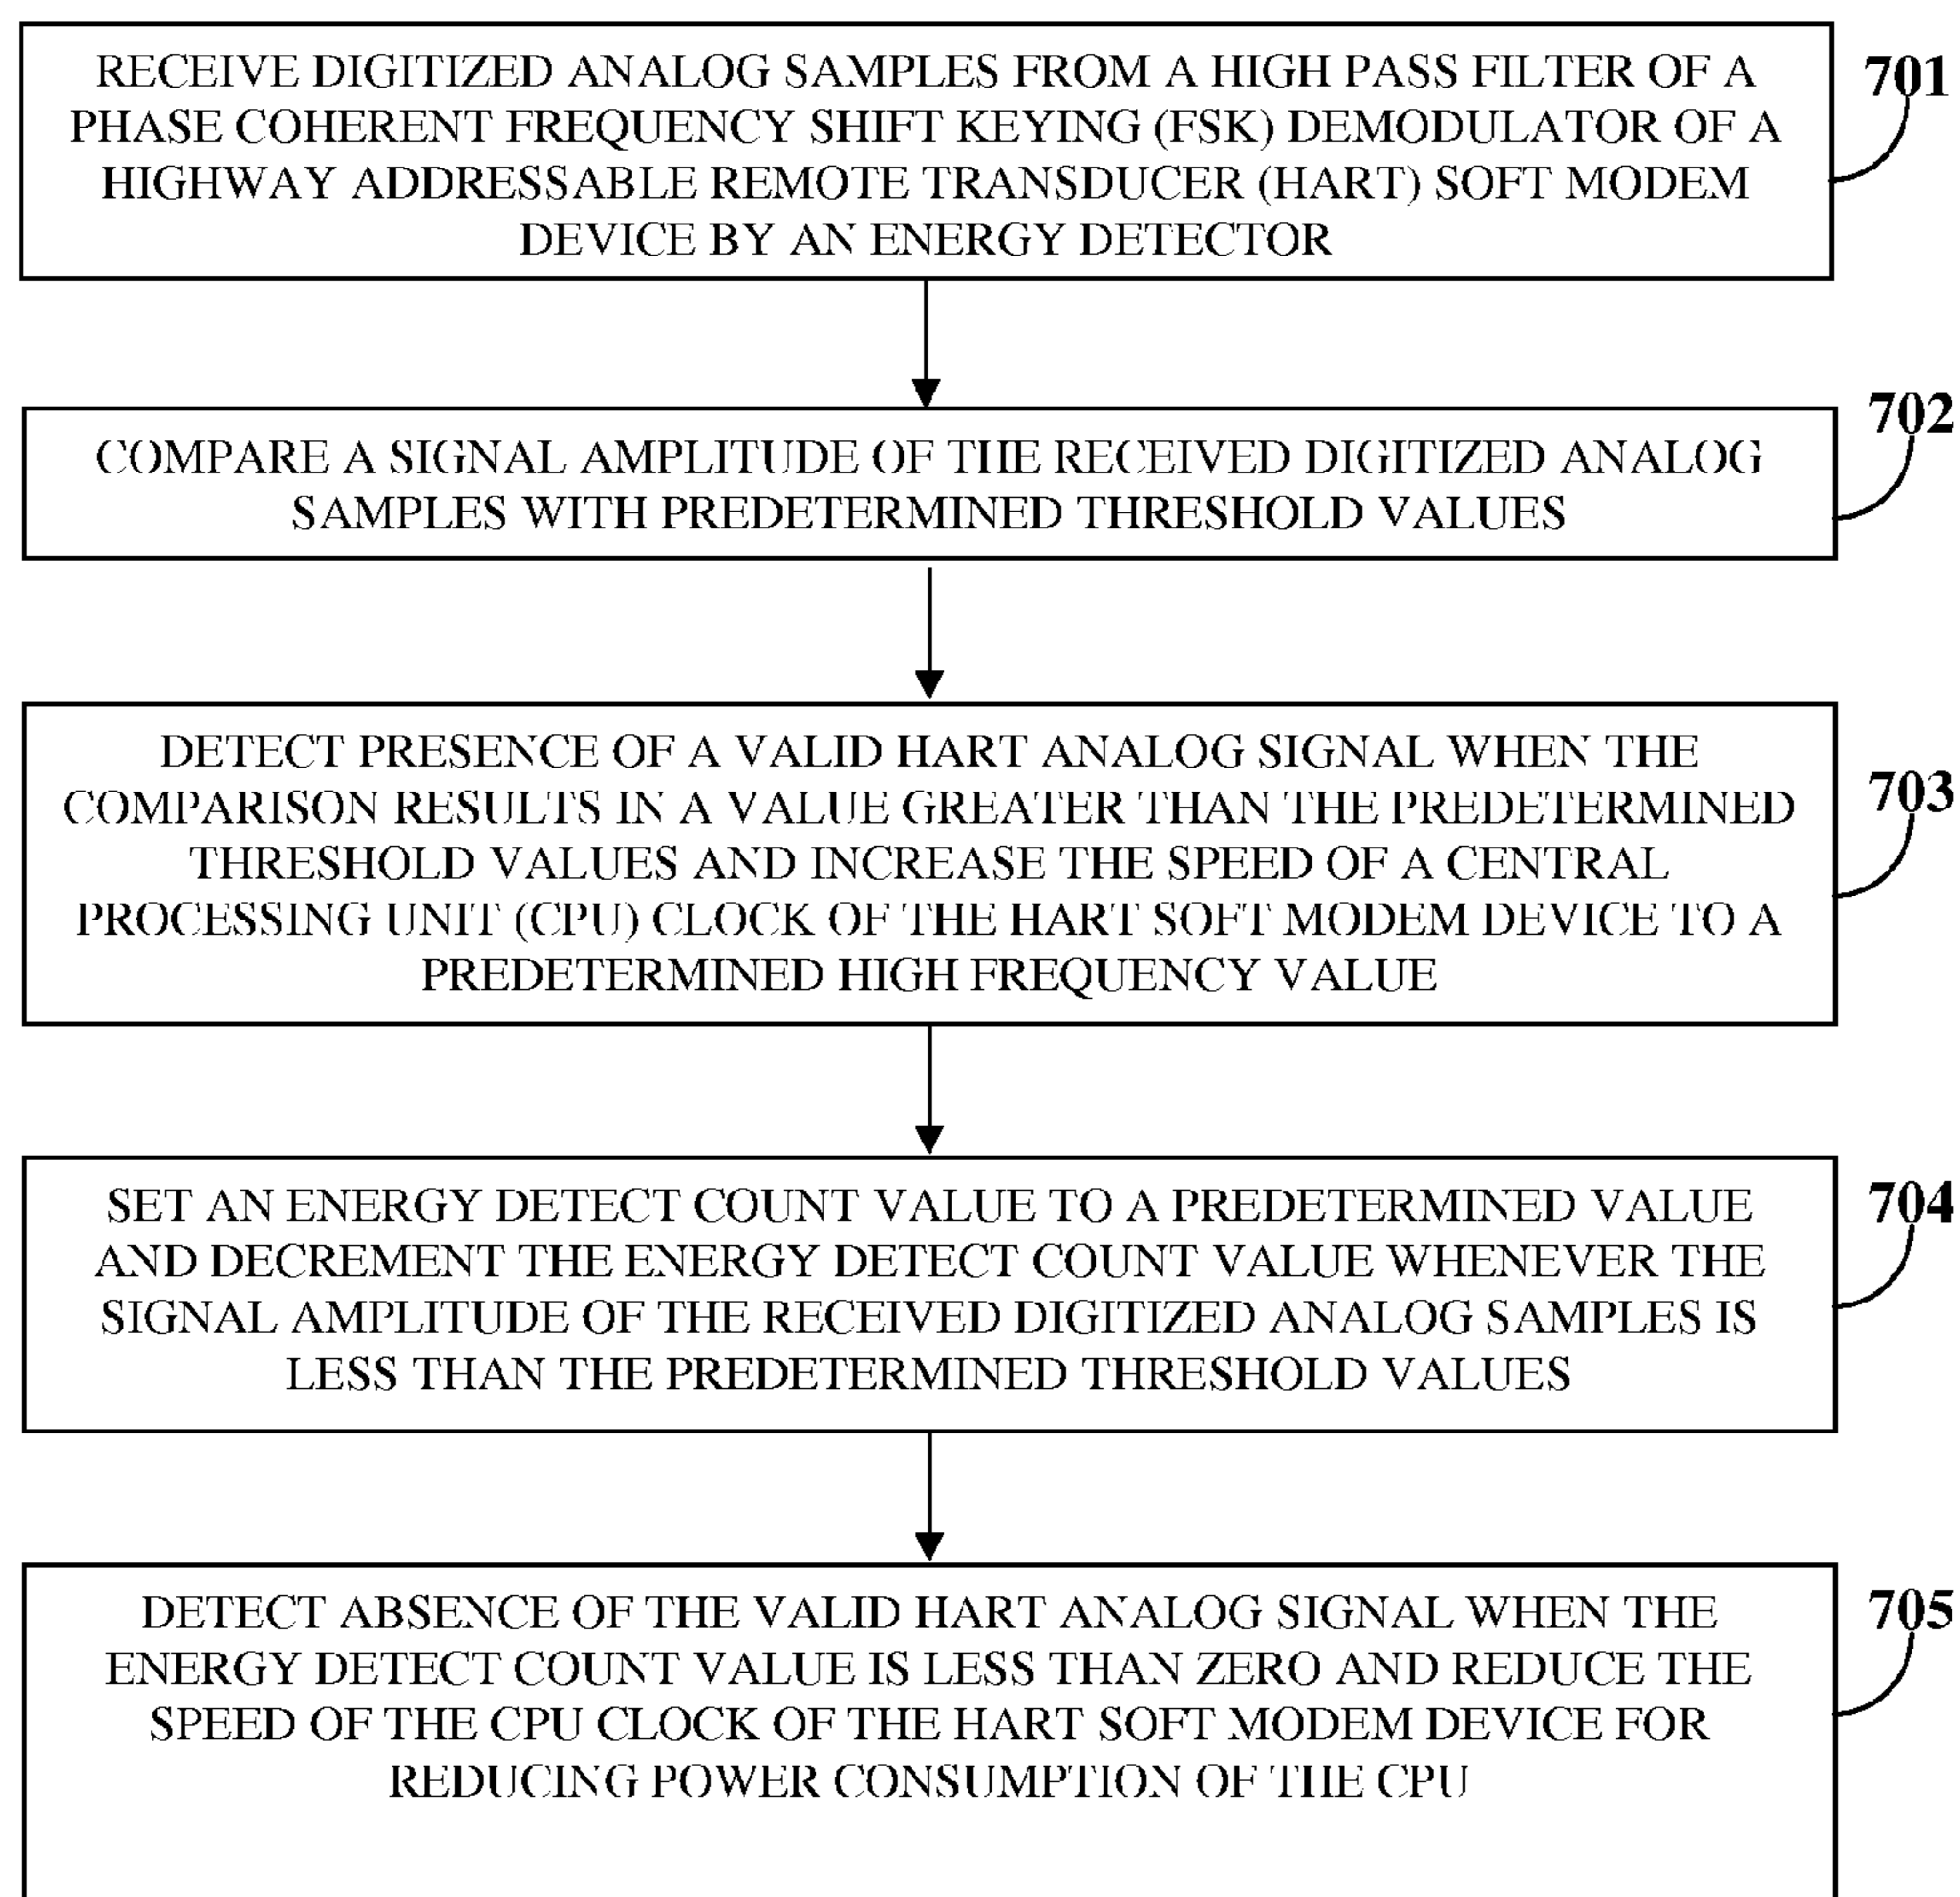 RECEIVE DIGITIZED ANALOG SAMPLES FROM A HIGH PASS FILTER OF A
PHASE COHERENT FREQUENCY SHIFT KEYING (FSK) DEMODULATOR OF A
HIGHWAY ADDRESSABLE REMOTE TRANSDUCER (HART) SOFT MODEM
DEVICE BY AN ENERGY DETECTOR
701
COMPARE A SIGNAL AMPLITUDE OF THE RECEIVED DIGITIZED ANALOG
SAMPLES WITH PREDETERMINED THRESHOLD VALUES
702
DETECT PRESENCE OF A VALID HART ANALOG SIGNAL WHEN THE
COMPARISON RESULTS IN A VALUE GREATER THAN THE PREDETERMINED
THRESHOLD VALUES AND INCREASE THE SPEED OF A CENTRAL
PROCESSING UNIT (CPU) CLOCK OF THE HART SOFT MODEM DEVICE TO A
PREDETERMINED HIGH FREQUENCY VALUE
703
SET AN ENERGY DETECT COUNT VALUE TO A PREDETERMINED VALUE
AND DECREMENT THE ENERGY DETECT COUNT VALUE WHENEVER THE
SIGNAL AMPLITUDE OF THE RECEIVED DIGITIZED ANALOG SAMPLES IS
LESS THAN THE PREDETERMINED THRESHOLD VALUES
704
DETECT ABSENCE OF THE VALID HART ANALOG SIGNAL WHEN THE
ENERGY DETECT COUNT VALUE IS LESS THAN ZERO AND REDUCE THE
SPEED OF THE CPU CLOCK OF THE HART SOFT MODEM DEVICE FOR
REDUCING POWER CONSUMPTION OF THE CPU
705